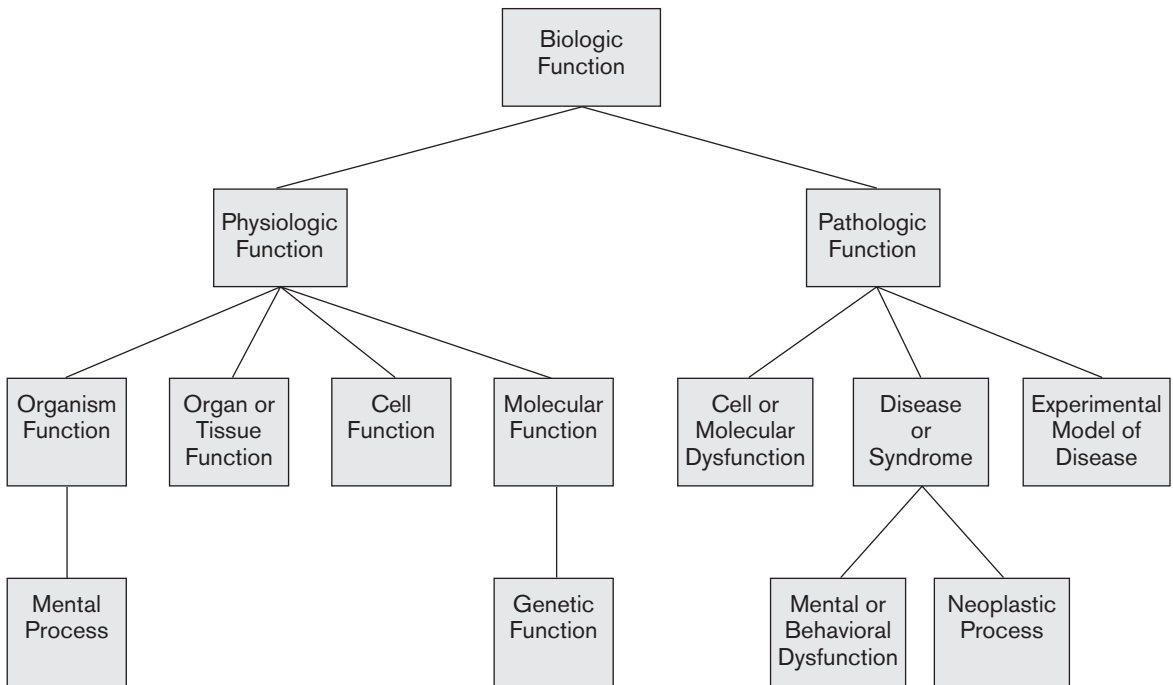 Biologic
Function
Physiologic
Function
Pathologic
Function
Organism
Function
Organ or
Tissue
Function
Cell
Function
Molecular
Function
Cell or
Molecular
Dysfunction
Disease
or
Syndrome
Experimental
Model of
Disease
Mental
Process
Genetic
Function
Mental or
Behavioral
Dysfunction
Neoplastic
Process